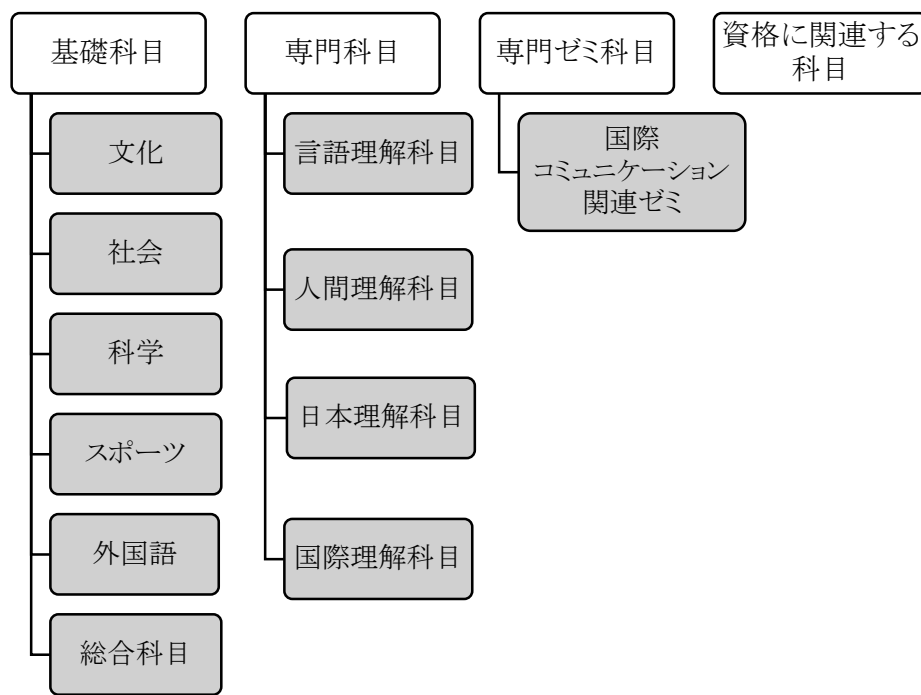 基礎科目
文化
社会
科学
スポーツ
外国語
総合科目
専門科目
言語理解科目
人間理解科目
日本理解科目
国際理解科目
専門ゼミ科目
国際
コミュニケーション
関連ゼミ
資格に関連する
科目